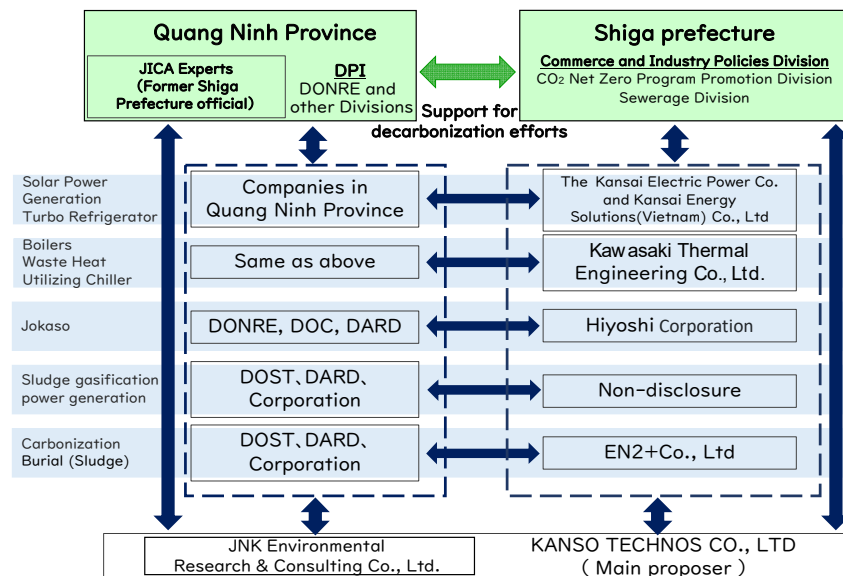 Quang Ninh Province
JICA Experts
(Former Shiga
Prefecture official)
DPI
DONRE and
other Divisions
Support for
decarbonization efforts
Shiga prefecture
Commerce and Industry Policies Division
CO2 Net Zero Program Promotion Division
Sewerage Division
Solar Power
Generation
Turbo Refrigerator
Companies in
Quang Ninh Province
The Kansai Electric Power Co.
and Kansai Energy
Solutions(Vietnam) Co., Ltd
Boilers
Waste Heat
Utilizing Chiller
Same as above
Kawasaki Thermal
Engineering Co., Ltd.
Jokaso
DONRE, DOC, DARD
Hiyoshi Corporation
Sludge gasification
power generation
DOST、DARD、
Corporation
Non-disclosure
Carbonization
Burial (Sludge)
DOST、DARD、
Corporation
EN2+Co., Ltd
JNK Environmental
Research & Consulting Co., Ltd.
KANSO TECHNOS CO., LTD
( Main proposer )